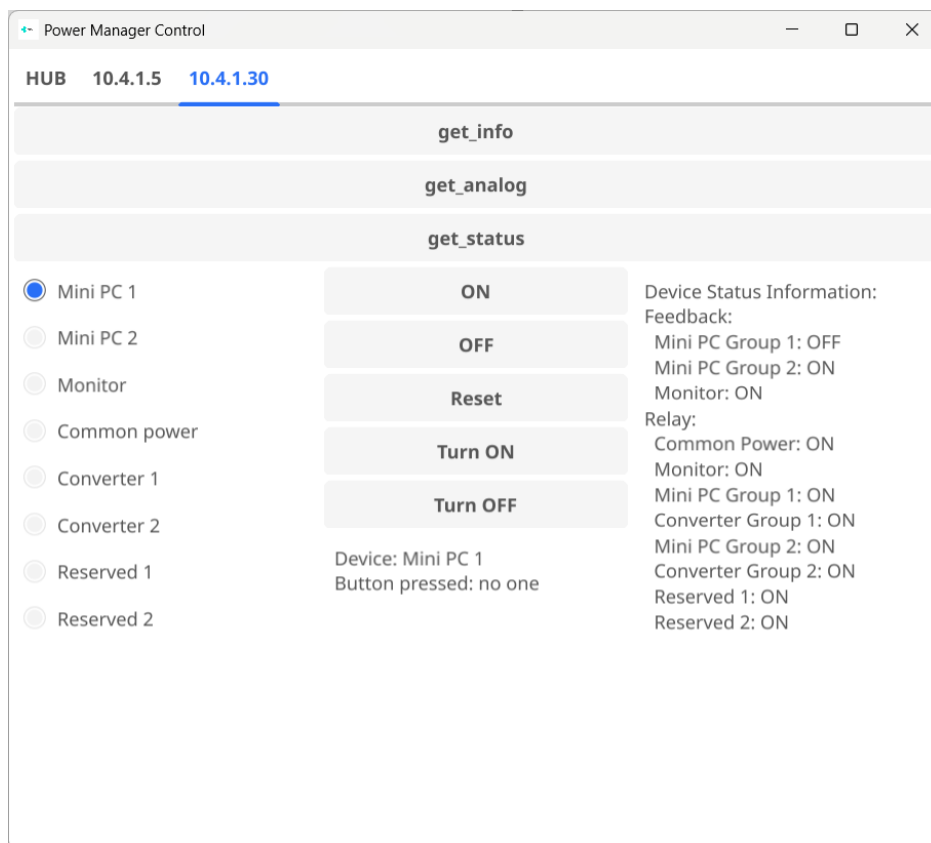 Power Manager Control
HUB 10.4.1.5 10.4.1.30
get_info
get_analog
get_status
Mini PC 1
Mini PC 2
Monitor
Common power
Converter 1
Converter 2
Reserved 1
Reserved 2
ON
OFF
Reset
Turn ON
Turn OFF
Device: Mini PC 1
Button pressed: no one
Device Status Information:
Feedback:
Mini PC Group 1: OFF
Mini PC Group 2: ON
Monitor: ON
Relay:
Common Power: ON
Monitor: ON
Mini PC Group 1: ON
Converter Group 1: ON
Mini PC Group 2: ON
Converter Group 2: ON
Reserved 1: ON
Reserved 2: ON